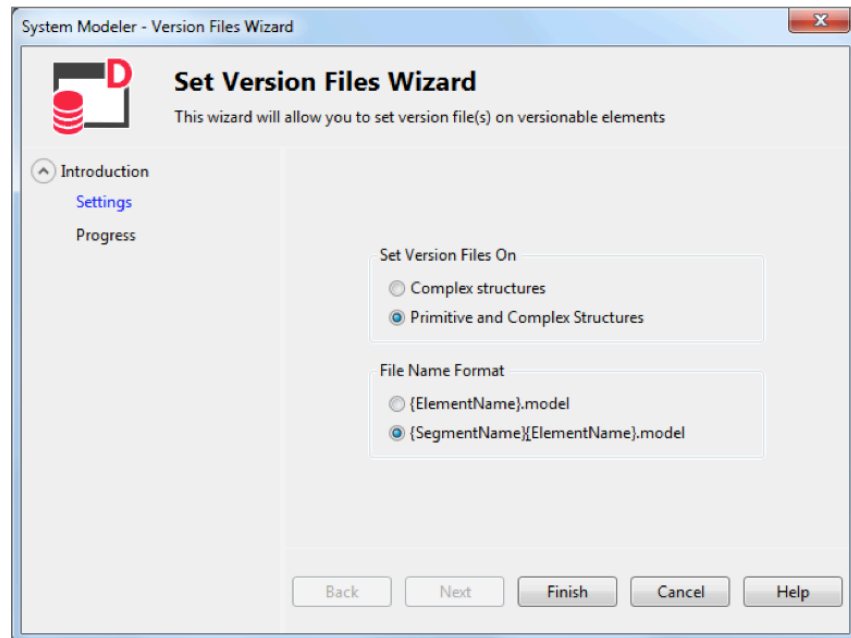 System Modeler - Version Files Wizard
D
Set Version Files Wizard
This wizard will allow you to set version file(s) on versionable elements
Introduction
Settings
Progress
Set Version Files On
Complex structures
Primitive and Complex Structures
File Name Format
{ElementName}.model
{SegmentName}{ElementName}.model
Back Next Finish Cancel Help